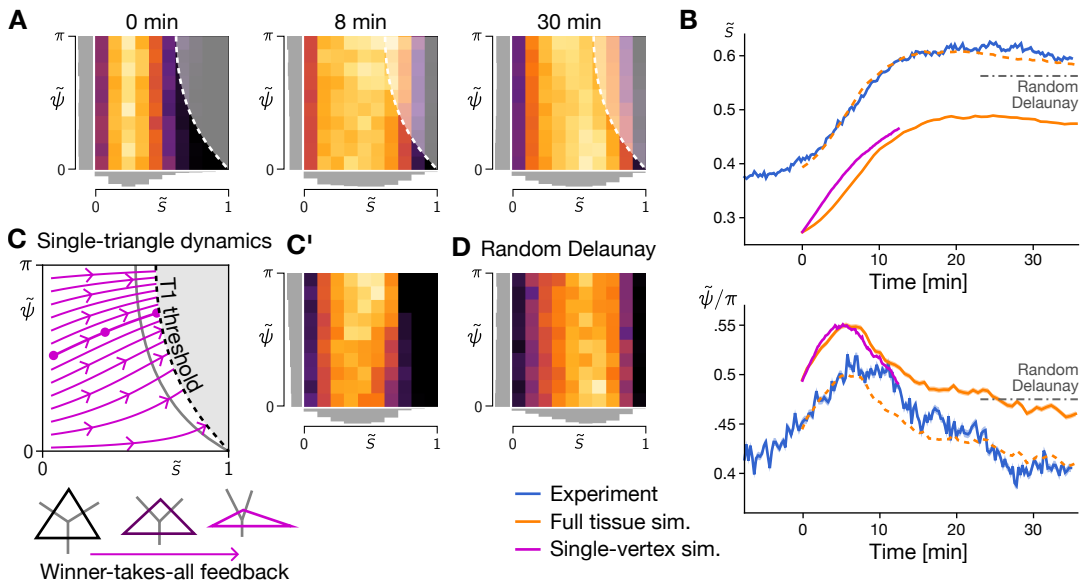 A
0 min
8 min
30 min
π
ψ̃
0
0
s̃
1
π
ψ̃
0
0
s̃
1
π
ψ̃
0
0
s̃
1
B
s̃
0.6
0.5
0.4
0.3
Random
Delaunay
0
10
20
30
Time [min]
C Single-triangle dynamics
π
ψ̃
0
0
s̃
1
T1 threshold
Winner-takes-all feedback
C'
π
ψ̃
0
0
s̃
1
D Random Delaunay
π
ψ̃
0
0
s̃
1
ψ̃/π
.55
0.5
.45
0.4
Random
Delaunay
0
10
20
30
Time [min]
Experiment
Full tissue sim.
Single-vertex sim.